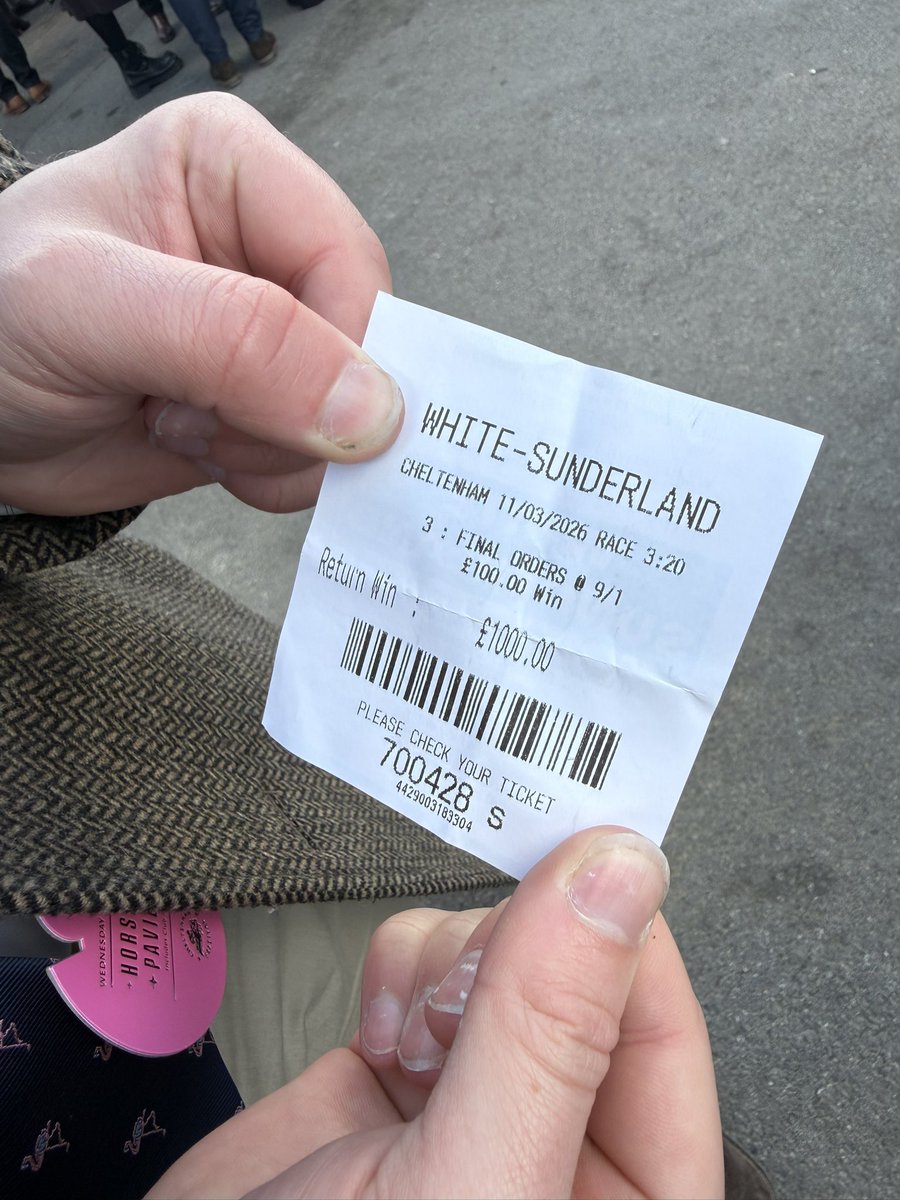 WHITE-SUNDERLAND
CHELTENHAM 11/03/2026 RACE 3:20
3 : FINAL ORDERS @ 9/1
£100.00 Win
Return Win : £1000.00
PLEASE CHECK YOUR TICKET
700428 S
4429003183304
WEDNESDAY
HORS
PAVI